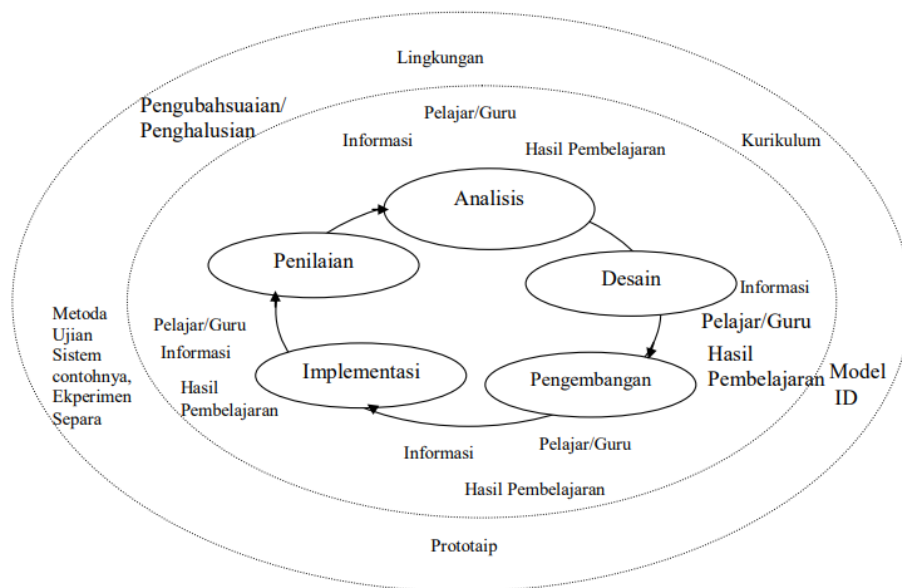 Lingkungan
Pengubahsuaian/
Penghalusian
Pelajar/Guru
Informasi
Hasil Pembelajaran
Kurikulum
Analisis
Penilaian
Desain
Informasi
Pelajar/Guru
Hasil
Pembelajaran
Model
ID
Metoda
Ujian
Sistem
contohnya,
Ekperimen
Separa
Pelajar/Guru
Informasi
Hasil
Pembelajaran
Implementasi
Pengembangan
Informasi
Pelajar/Guru
Hasil Pembelajaran
Prototaip